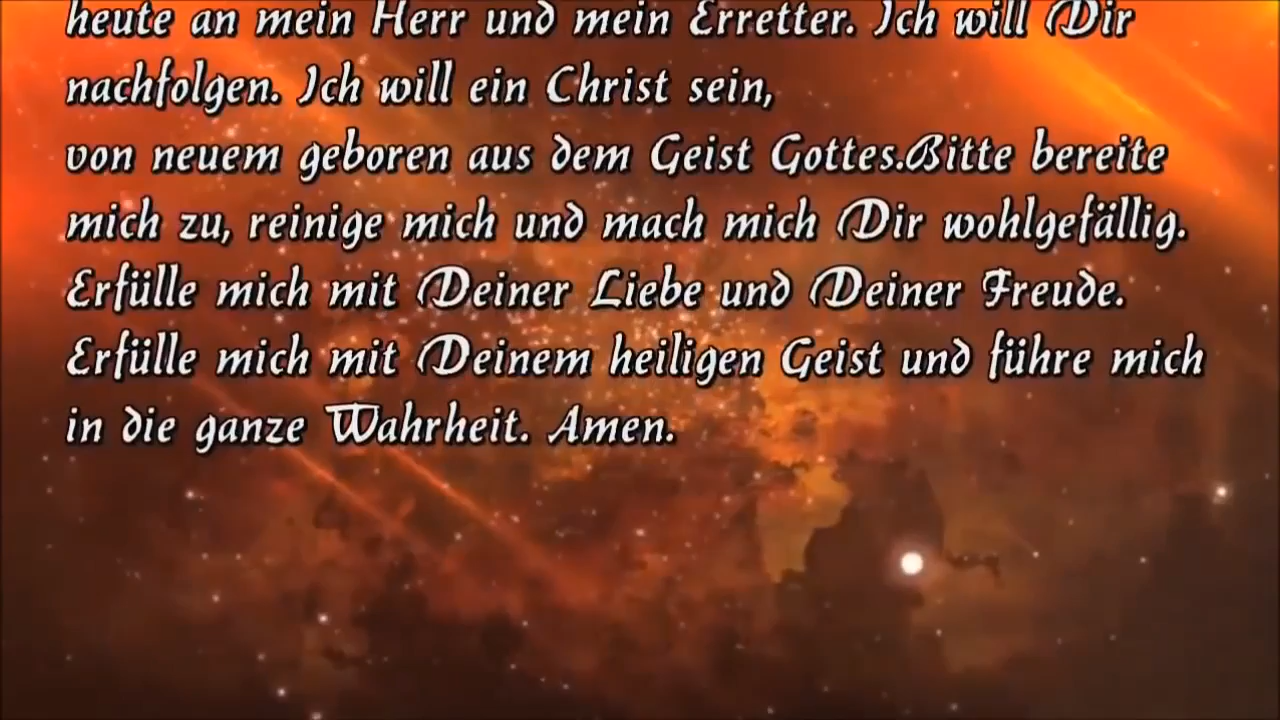 heute an mein Herr und mein Erretter. Ich will Dir
nachfolgen. Ich will ein Christ sein,
von neuem geboren aus dem Geist Gottes.Bitte bereite
mich zu, reinige mich und mach mich Dir wohlgefällig.
Erfülle mich mit Deiner Liebe und Deiner Freude.
Erfülle mich mit Deinem heiligen Geist und führe mich
in die ganze Wahrheit. Amen.